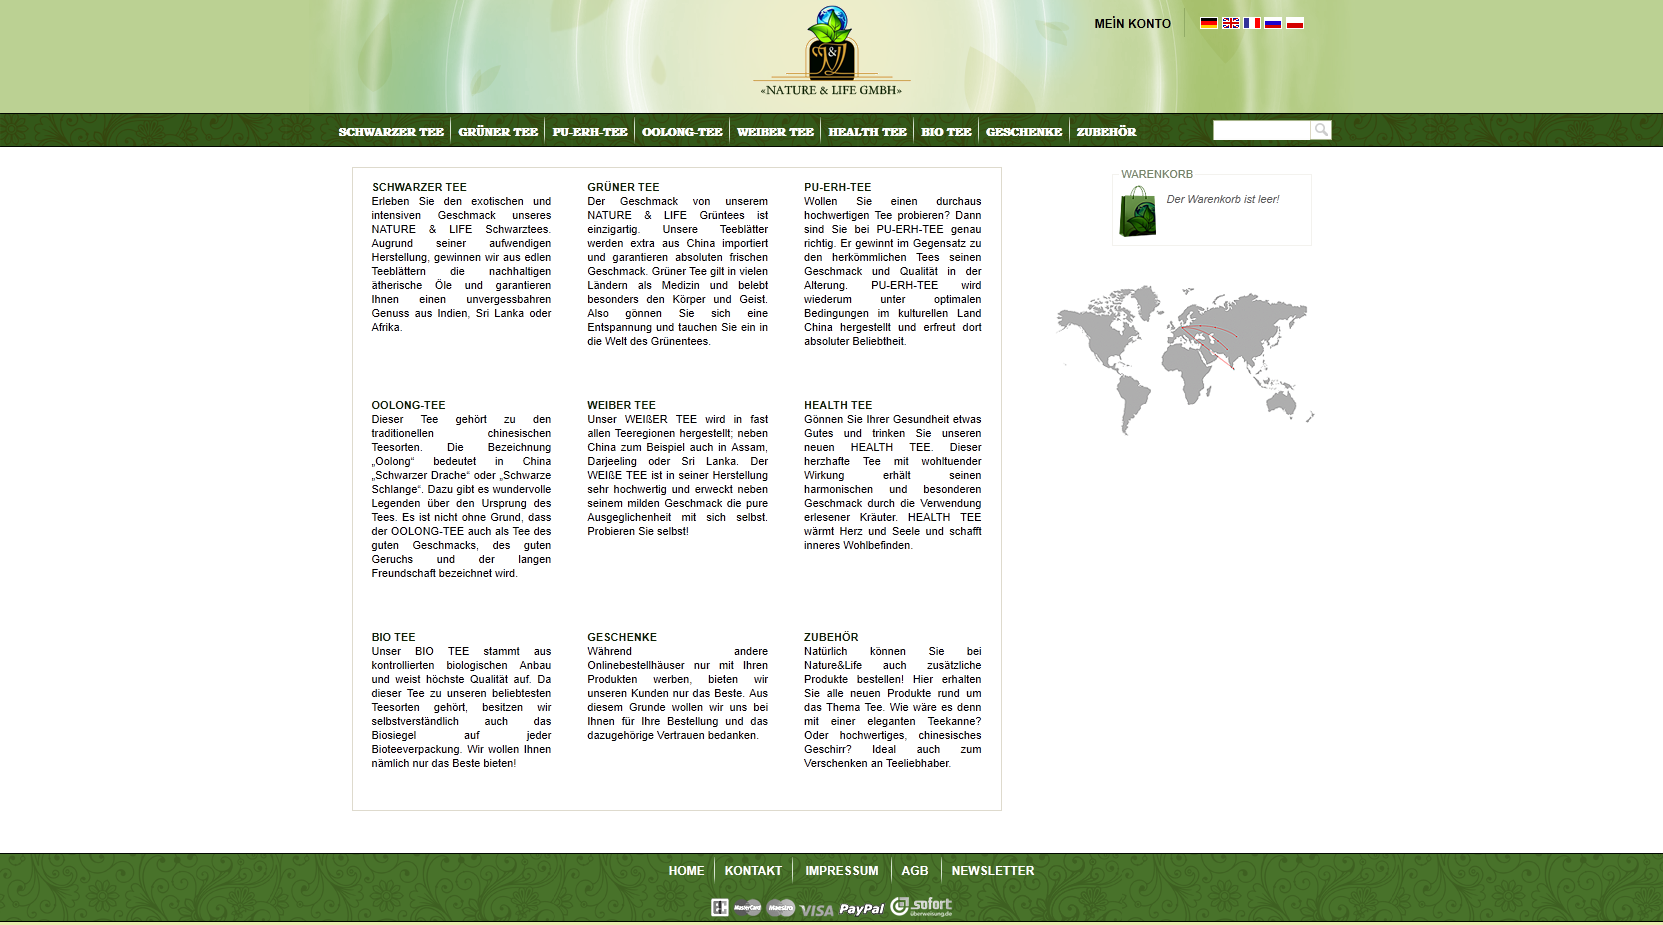 MEİN KONTO
N&L
«NATURE & LIFE GMBH»
SCHWARZER TEE GRÜNER TEE PU-ERH-TEE OOLONG-TEE WEIBER TEE HEALTH TEE BIO TEE GESCHENKE ZUBEHÖR
SCHWARZER TEE
Erleben Sie den exotischen und
intensiven Geschmack unseres
NATURE & LIFE Schwarztees.
Augrund seiner aufwendigen
Herstellung, gewinnen wir aus edlen
Teeblättern die nachhaltigen
ätherische Öle und garantieren
Ihnen einen unvergessbahren
Genuss aus Indien, Sri Lanka oder
Afrika.
GRÜNER TEE
Der Geschmack von unserem
NATURE & LIFE Grüntees ist
einzigartig. Unsere Teeblätter
werden extra aus China importiert
und garantieren absoluten frischen
Geschmack. Grüner Tee gilt in vielen
Ländern als Medizin und belebt
besonders den Körper und Geist.
Also gönnen Sie sich eine
Entspannung und tauchen Sie ein in
die Welt des Grünentees.
PU-ERH-TEE
Wollen Sie einen durchaus
hochwertigen Tee probieren? Dann
sind Sie bei PU-ERH-TEE genau
richtig. Er gewinnt im Gegensatz zu
den herkömmlichen Tees seinen
Geschmack und Qualität in der
Alterung. PU-ERH-TEE wird
wiederum unter optimalen
Bedingungen im kulturellen Land
China hergestellt und erfreut dort
absoluter Beliebtheit.
WARENKORB
Der Warenkorb ist leer!
OOLONG-TEE
Dieser Tee gehört zu den
traditionellen chinesischen
Teesorten. Die Bezeichnung
„Oolong“ bedeutet in China
„Schwarzer Drache“ oder „Schwarze
Schlange“. Dazu gibt es wundervolle
Legenden über den Ursprung des
Tees. Es ist nicht ohne Grund, dass
der OOLONG-TEE auch als Tee des
guten Geschmacks, des guten
Geruchs und der langen
Freundschaft bezeichnet wird.
WEIBER TEE
Unser WEIßER TEE wird in fast
allen Teeregionen hergestellt; neben
China zum Beispiel auch in Assam,
Darjeeling oder Sri Lanka. Der
WEIßE TEE ist in seiner Herstellung
sehr hochwertig und erweckt neben
seinem milden Geschmack die pure
Ausgeglichenheit mit sich selbst.
Probieren Sie selbst!
HEALTH TEE
Gönnen Sie Ihrer Gesundheit etwas
Gutes und trinken Sie unseren
neuen HEALTH TEE. Dieser
herzhafte Tee mit wohltuender
Wirkung erhält seinen
harmonischen und besonderen
Geschmack durch die Verwendung
erlesener Kräuter. HEALTH TEE
wärmt Herz und Seele und schafft
inneres Wohlbefinden.
BIO TEE
Unser BIO TEE stammt aus
kontrollierten biologischen Anbau
und weist höchste Qualität auf. Da
dieser Tee zu unseren beliebtesten
Teesorten gehört, besitzen wir
selbstverständlich auch das
Biosiegel auf jeder
Bioteeverpackung. Wir wollen Ihnen
nämlich nur das Beste bieten!
GESCHENKE
Während andere
Onlinebestellhäuser nur mit Ihren
Produkten werben, bieten wir
unseren Kunden nur das Beste. Aus
diesem Grunde wollen wir uns bei
Ihnen für Ihre Bestellung und das
dazugehörige Vertrauen bedanken.
ZUBEHÖR
Natürlich können Sie bei
Nature&Life auch zusätzliche
Produkte bestellen! Hier erhalten
Sie alle neuen Produkte rund um
das Thema Tee. Wie wäre es denn
mit einer eleganten Teekanne?
Oder hochwertiges, chinesisches
Geschirr? Ideal auch zum
Verschenken an Teeliebhaber.
HOME KONTAKT IMPRESSUM AGB NEWSLETTER
EC MasterCard Maestro VISA PayPal sofort
überweisung.de